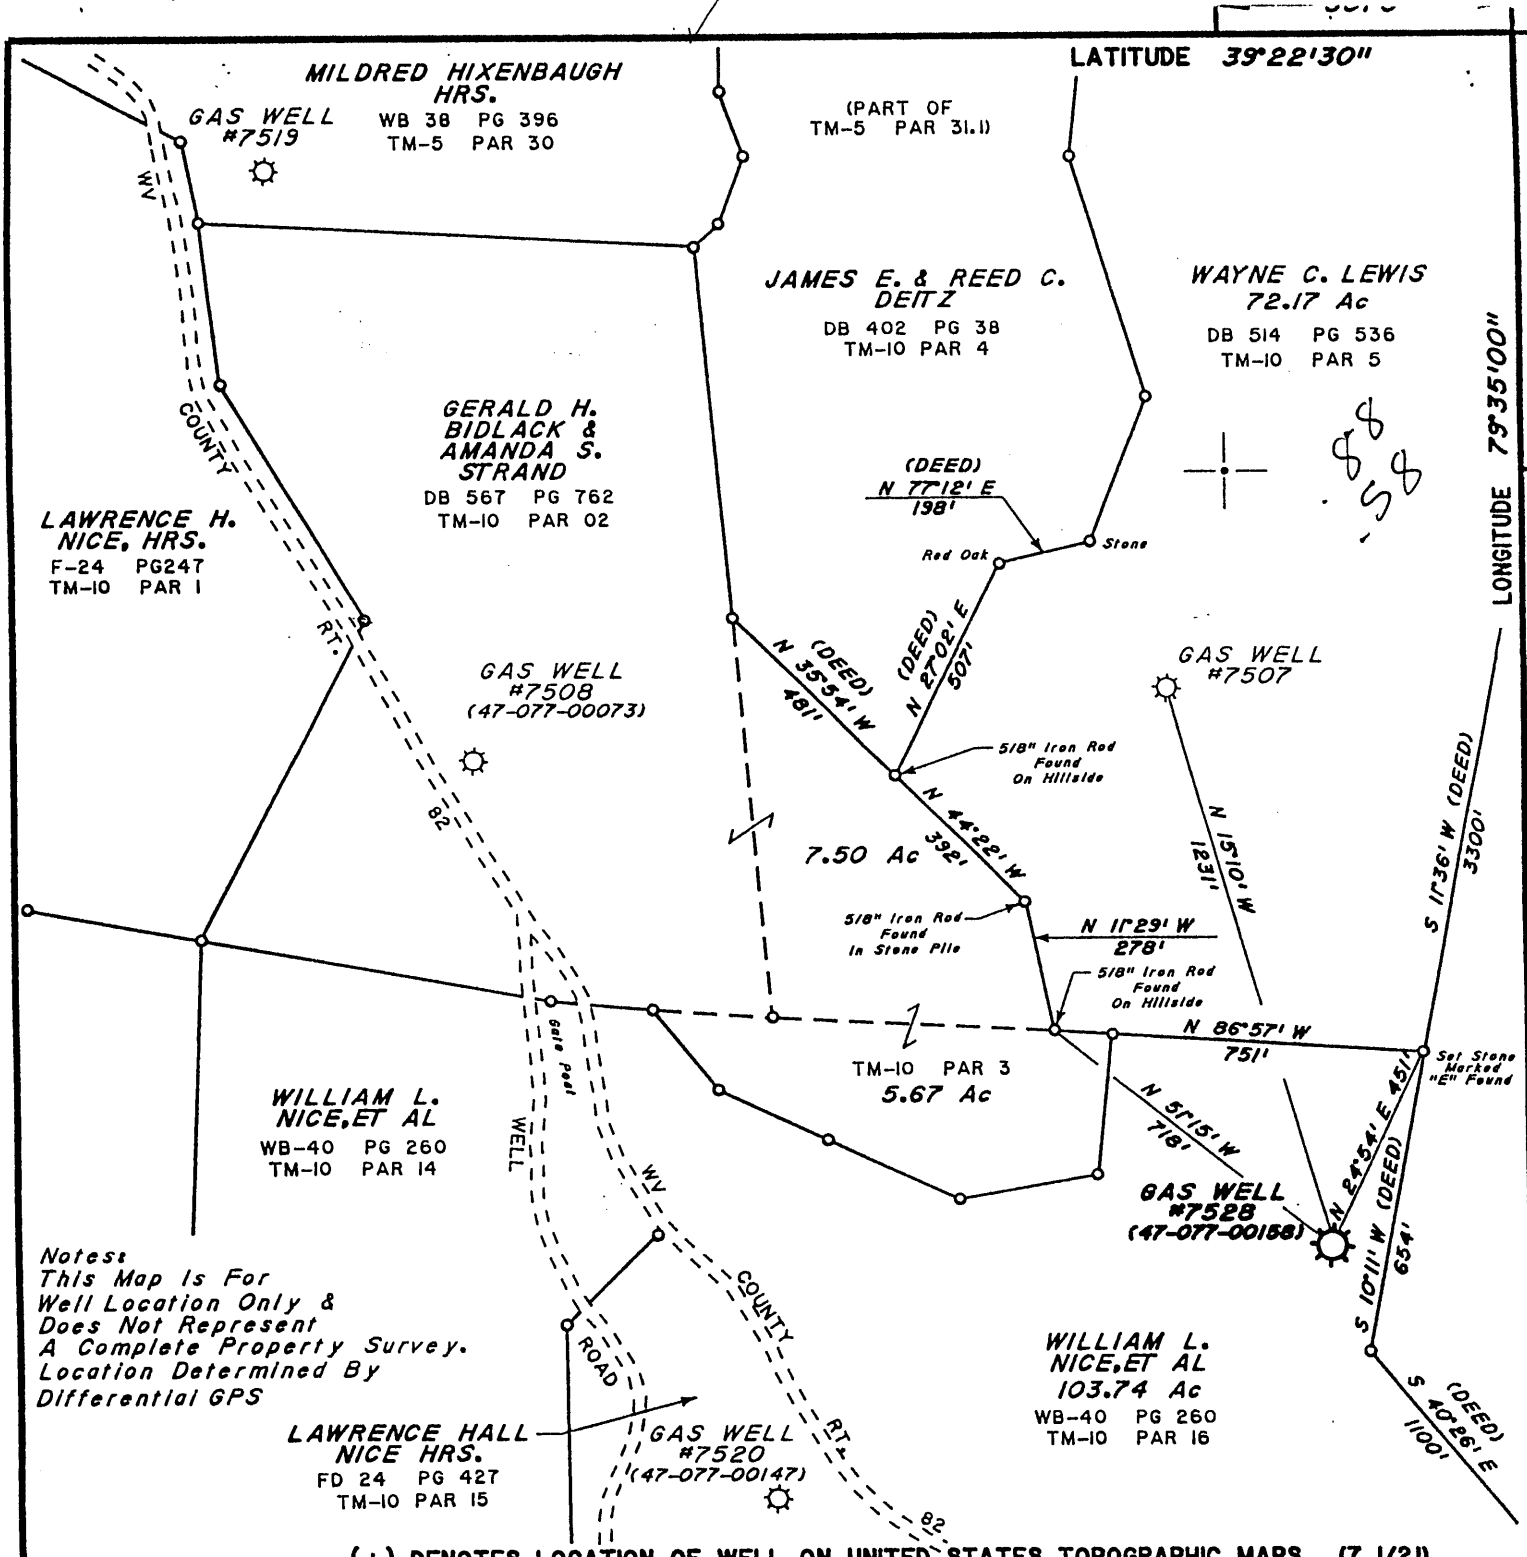 LATITUDE 39°22'30"
MILDRED HIXENBAUGH
HRS.
WB 38 PG 396
TM-5 PAR 30
GAS WELL
#7519
(PART OF
TM-5 PAR 31.1)
WV
JAMES E. & REED C.
DEITZ
DB 402 PG 38
TM-10 PAR 4
WAYNE C. LEWIS
72.17 Ac
DB 514 PG 536
TM-10 PAR 5
LONGITUDE 79°35'00"
COUNTY
GERALD H.
BIDLACK &
AMANDA S.
STRAND
DB 567 PG 762
TM-10 PAR 02
(DEED)
N 77°12' E
198'
Red Oak
Stone
LAWRENCE H.
NICE, HRS.
F-24 PG247
TM-10 PAR 1
RT.
(DEED)
N 27°02' E
507'
(DEED)
N 35°54' W
481'
GAS WELL
#7507
GAS WELL
#7508
(47-077-00073)
5/8" Iron Rod
Found
On Hillside
82
N 44°22' W
392'
7.50 Ac
N 15°10' W
1231'
S 11°36' W (DEED)
3300'
5/8" Iron Rod
Found
In Stone Pile
N 11°29' W
278'
5/8" Iron Rod
Found
On Hillside
Gate Post
N 86°57' W
751'
Set Stone
Marked
"E" Found
TM-10 PAR 3
5.67 Ac
WILLIAM L.
NICE, ET AL
WB-40 PG 260
TM-10 PAR 14
WELL
WV
N 51°15' W
718'
N 24°54' E 451'
S 10°11' W (DEED)
654'
GAS WELL
#7528
(47-077-00158)
Notes:
This Map Is For
Well Location Only &
Does Not Represent
A Complete Property Survey.
Location Determined By
Differential GPS
COUNTY
ROAD
WILLIAM L.
NICE, ET AL
103.74 Ac
WB-40 PG 260
TM-10 PAR 16
(DEED)
S 40°26' E
1100'
LAWRENCE HALL
NICE HRS.
FD 24 PG 427
TM-10 PAR 15
GAS WELL
#7520
(47-077-00147)
RT.
82
(+) DENOTES LOCATION OF WELL ON UNITED STATES TOPOGRAPHIC MAPS (7 1/2')